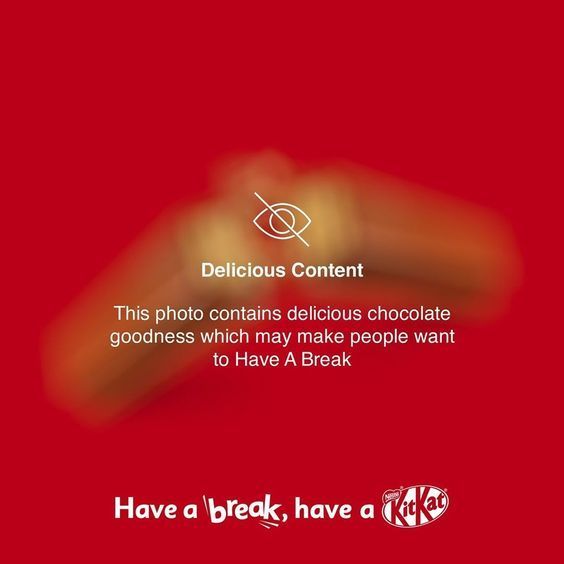 Delicious Content
This photo contains delicious chocolate
goodness which may make people want
to Have A Break
Have a break, have a Nestlé KitKat